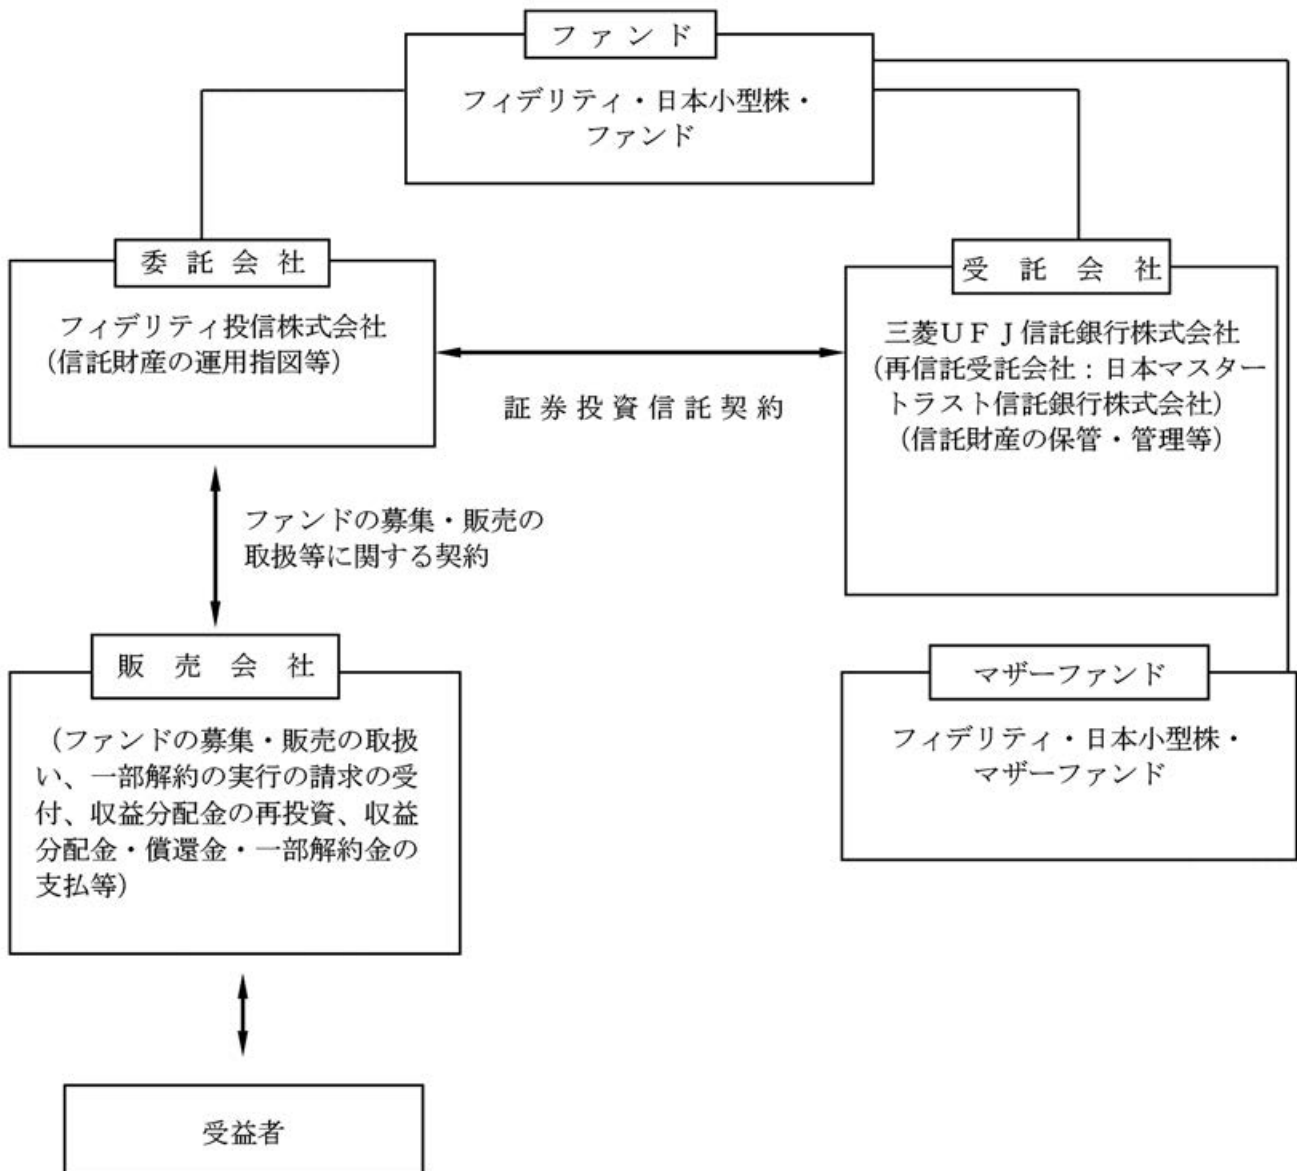 ファンド
フィデリティ・日本小型株・
ファンド
委託会社
フィデリティ投信株式会社
（信託財産の運用指図等）
証券投資信託契約
受託会社
三菱ＵＦＪ信託銀行株式会社
（再信託受託会社：日本マスター
トラスト信託銀行株式会社）
（信託財産の保管・管理等）
ファンドの募集・販売の
取扱等に関する契約
販売会社
（ファンドの募集・販売の取扱
い、一部解約の実行の請求の受
付、収益分配金の再投資、収益
分配金・償還金・一部解約金の
支払等）
マザーファンド
フィデリティ・日本小型株・
マザーファンド
受益者